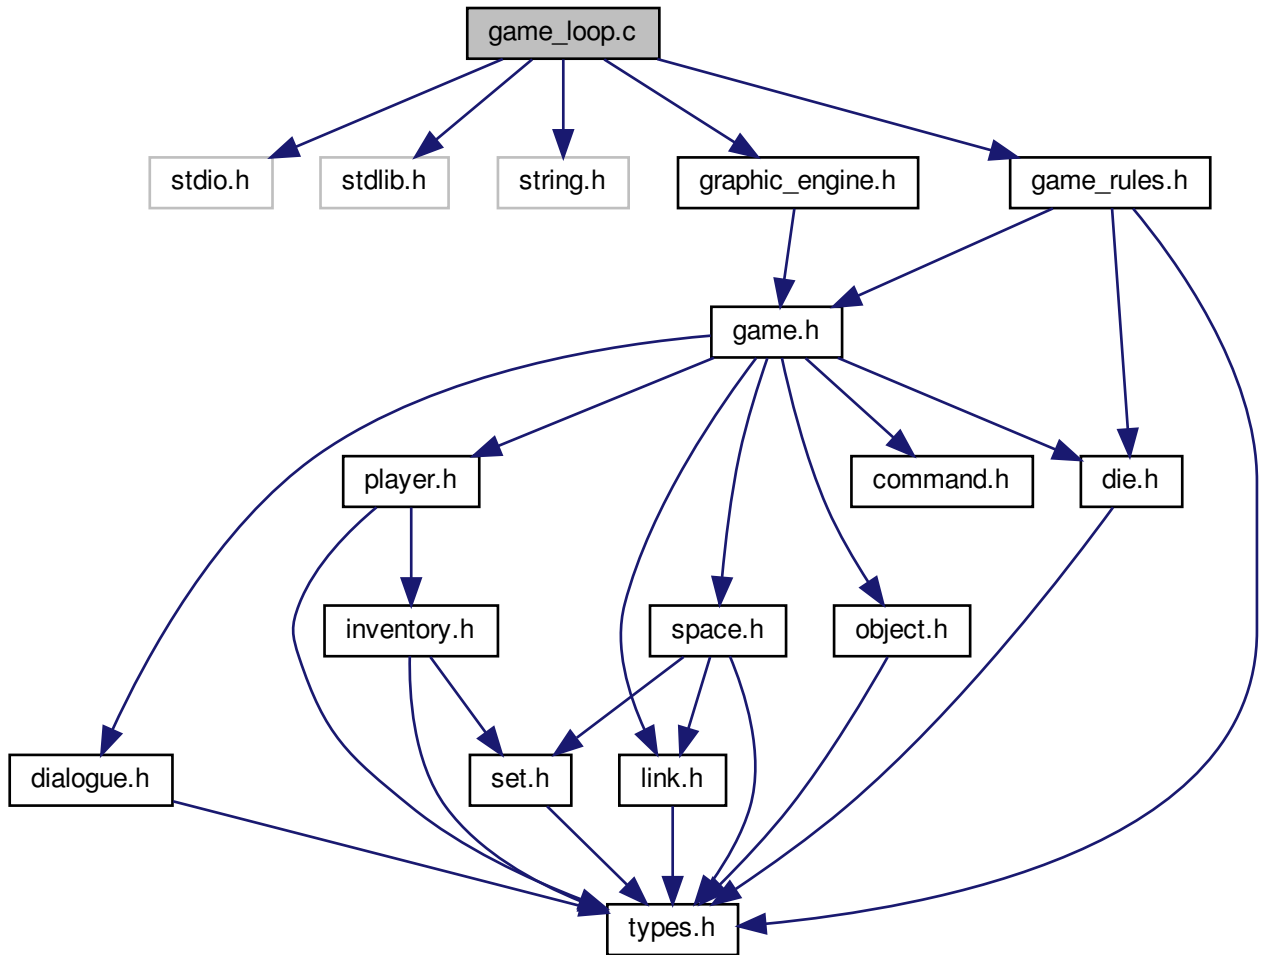 game_loop.c
stdio.h
stdlib.h
string.h
graphic_engine.h
game_rules.h
game.h
player.h
command.h
die.h
inventory.h
space.h
object.h
dialogue.h
set.h
link.h
types.h